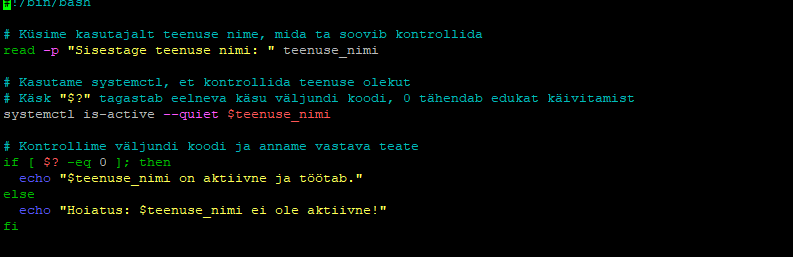 #!/bin/bash
# Küsime kasutajalt teenuse nime, mida ta soovib kontrollida
read -p "Sisestage teenuse nimi: " teenuse_nimi
# Kasutame systemctl, et kontrollida teenuse olekut
# Käsk "$?" tagastab eelneva käsu väljundi koodi, 0 tähendab edukat käivitamist
systemctl is-active --quiet $teenuse_nimi
# Kontrollime väljundi koodi ja anname vastava teate
if [ $? -eq 0 ]; then
  echo "$teenuse_nimi on aktiivne ja töötab."
else
  echo "Hoiatus: $teenuse_nimi ei ole aktiivne!"
fi